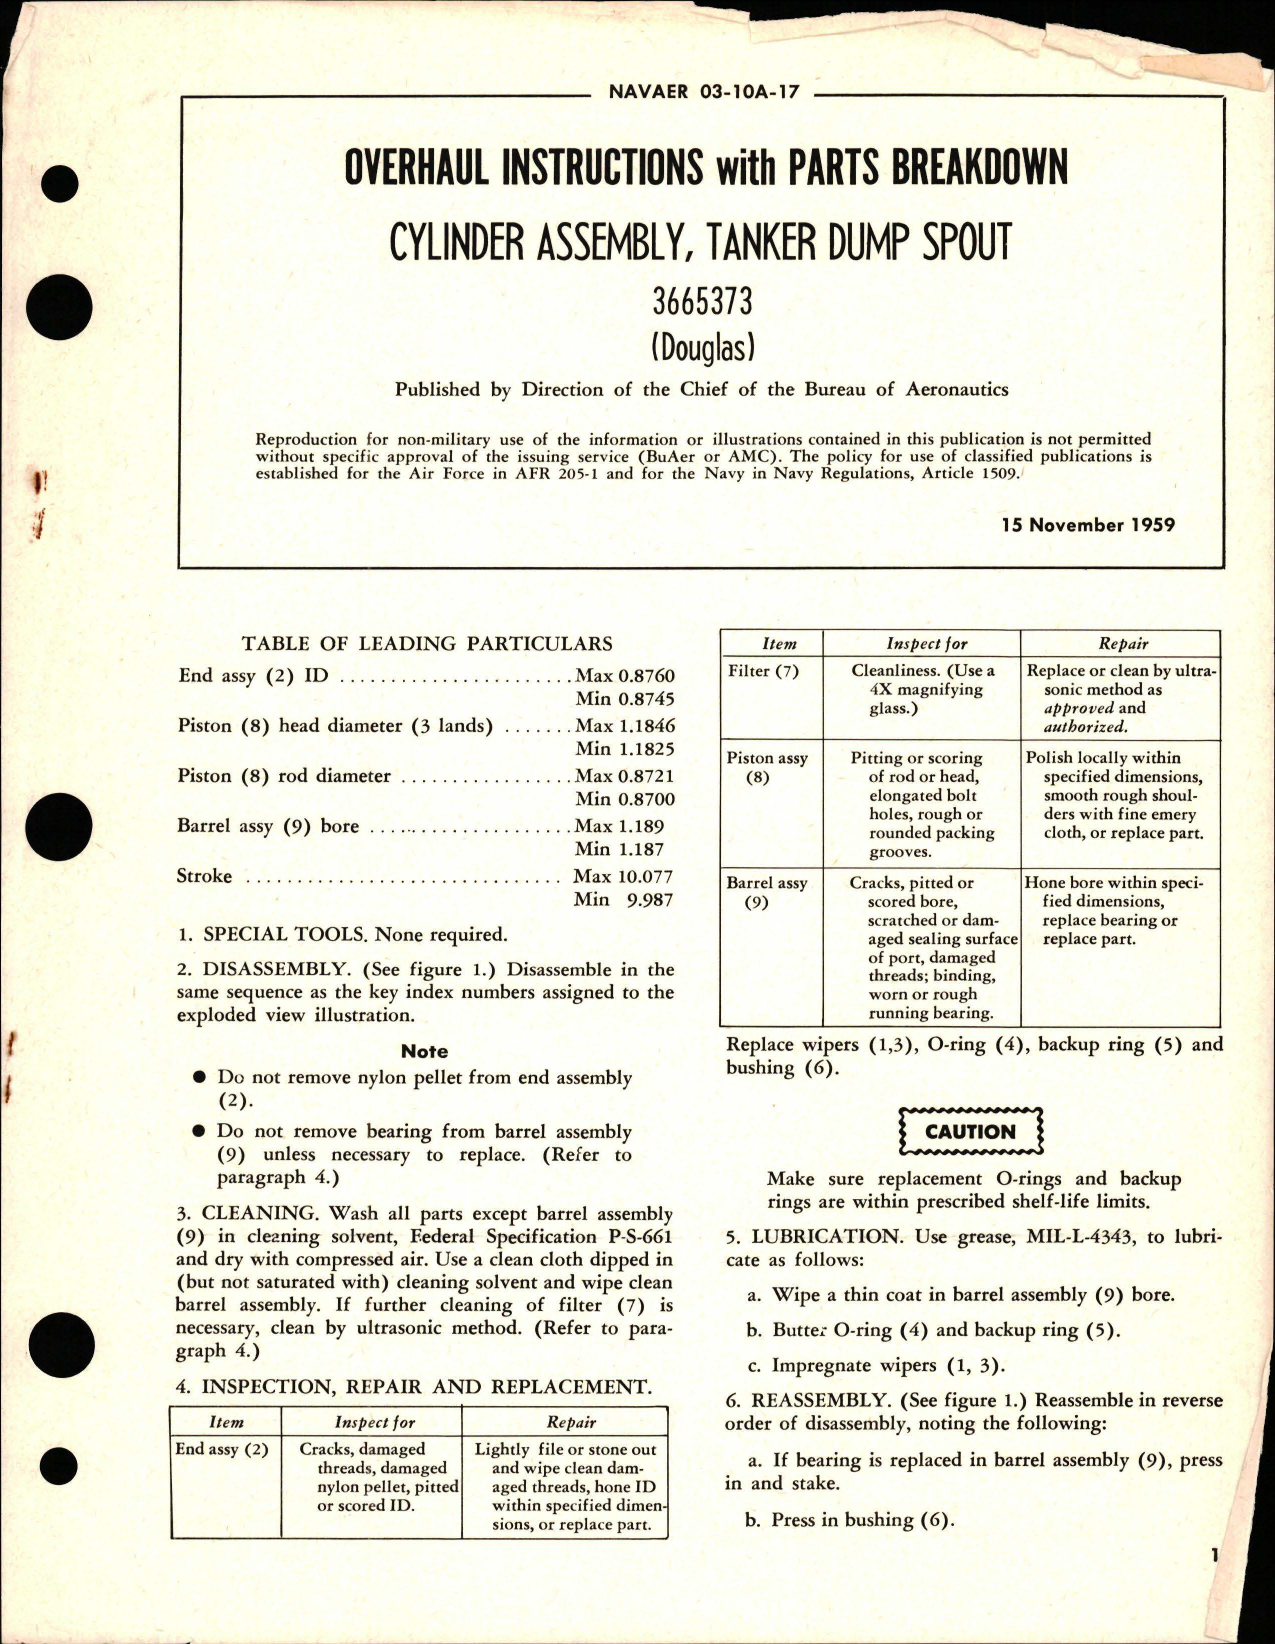 NAVAER 03-10A-17
OVERHAUL INSTRUCTIONS with PARTS BREAKDOWN
CYLINDER ASSEMBLY, TANKER DUMP SPOUT
3665373
(Douglas)
Published by Direction of the Chief of the Bureau of Aeronautics
Reproduction for non-military use of the information or illustrations contained in this publication is not permitted
without specific approval of the issuing service (BuAer or AMC). The policy for use of classified publications is
established for the Air Force in AFR 205-1 and for the Navy in Navy Regulations, Article 1509.
15 November 1959
TABLE OF LEADING PARTICULARS
End assy (2) ID ....................... Max 0.8760
Min 0.8745
Piston (8) head diameter (3 lands) ....... Max 1.1846
Min 1.1825
Piston (8) rod diameter ................. Max 0.8721
Min 0.8700
Barrel assy (9) bore .................... Max 1.189
Min 1.187
Stroke ............................... Max 10.077
Min 9.987
1. SPECIAL TOOLS. None required.
2. DISASSEMBLY. (See figure 1.) Disassemble in the
same sequence as the key index numbers assigned to the
exploded view illustration.
Note
● Do not remove nylon pellet from end assembly
(2).
● Do not remove bearing from barrel assembly
(9) unless necessary to replace. (Refer to
paragraph 4.)
3. CLEANING. Wash all parts except barrel assembly
(9) in cleaning solvent, Federal Specification P-S-661
and dry with compressed air. Use a clean cloth dipped in
(but not saturated with) cleaning solvent and wipe clean
barrel assembly. If further cleaning of filter (7) is
necessary, clean by ultrasonic method. (Refer to para-
graph 4.)
4. INSPECTION, REPAIR AND REPLACEMENT.
Item Inspect for Repair
End assy (2) Cracks, damaged Lightly file or stone out
threads, damaged and wipe clean dam-
nylon pellet, pitted aged threads, hone ID
or scored ID. within specified dimen-
sions, or replace part.
Item Inspect for Repair
Filter (7) Cleanliness. (Use a Replace or clean by ultra-
4X magnifying sonic method as
glass.) approved and
authorized.
Piston assy Pitting or scoring Polish locally within
(8) of rod or head, specified dimensions,
elongated bolt smooth rough shoul-
holes, rough or ders with fine emery
rounded packing cloth, or replace part.
grooves.
Barrel assy Cracks, pitted or Hone bore within speci-
(9) scored bore, fied dimensions,
scratched or dam- replace bearing or
aged sealing surface replace part.
of port, damaged
threads; binding,
worn or rough
running bearing.
Replace wipers (1,3), O-ring (4), backup ring (5) and
bushing (6).
CAUTION
Make sure replacement O-rings and backup
rings are within prescribed shelf-life limits.
5. LUBRICATION. Use grease, MIL-L-4343, to lubri-
cate as follows:
a. Wipe a thin coat in barrel assembly (9) bore.
b. Butter O-ring (4) and backup ring (5).
c. Impregnate wipers (1, 3).
6. REASSEMBLY. (See figure 1.) Reassemble in reverse
order of disassembly, noting the following:
a. If bearing is replaced in barrel assembly (9), press
in and stake.
b. Press in bushing (6).
1